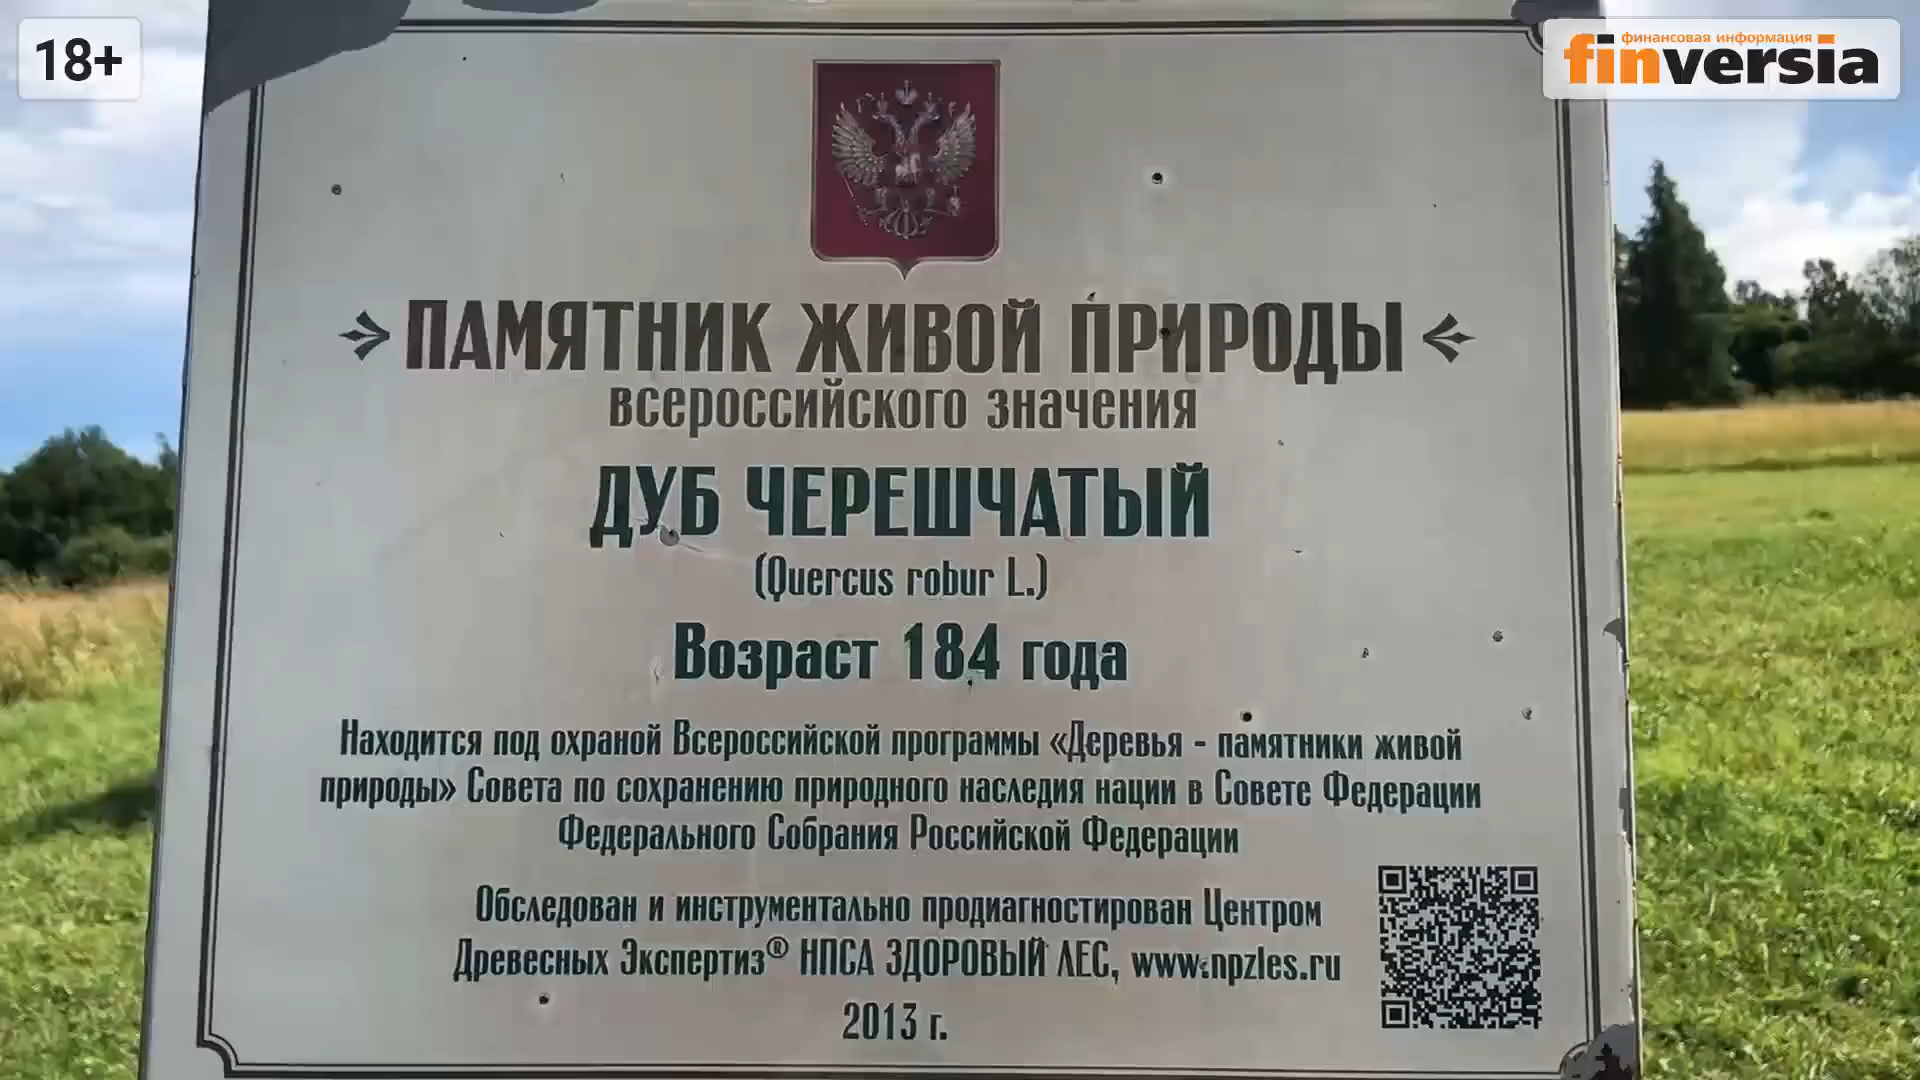 18+
финансовая информация
finversia
ПАМЯТНИК ЖИВОЙ ПРИРОДЫ
всероссийского значения
ДУБ ЧЕРЕШЧАТЫЙ
(Quercus robur L.)
Возраст 184 года
Находится под охраной Всероссийской программы «Деревья - памятники живой
природы» Совета по сохранению природного наследия нации в Совете Федерации
Федерального Собрания Российской Федерации
Обследован и инструментально продиагностирован Центром
Древесных Экспертиз® НПСА ЗДОРОВЫЙ ЛЕС, www.npzles.ru
2013 г.